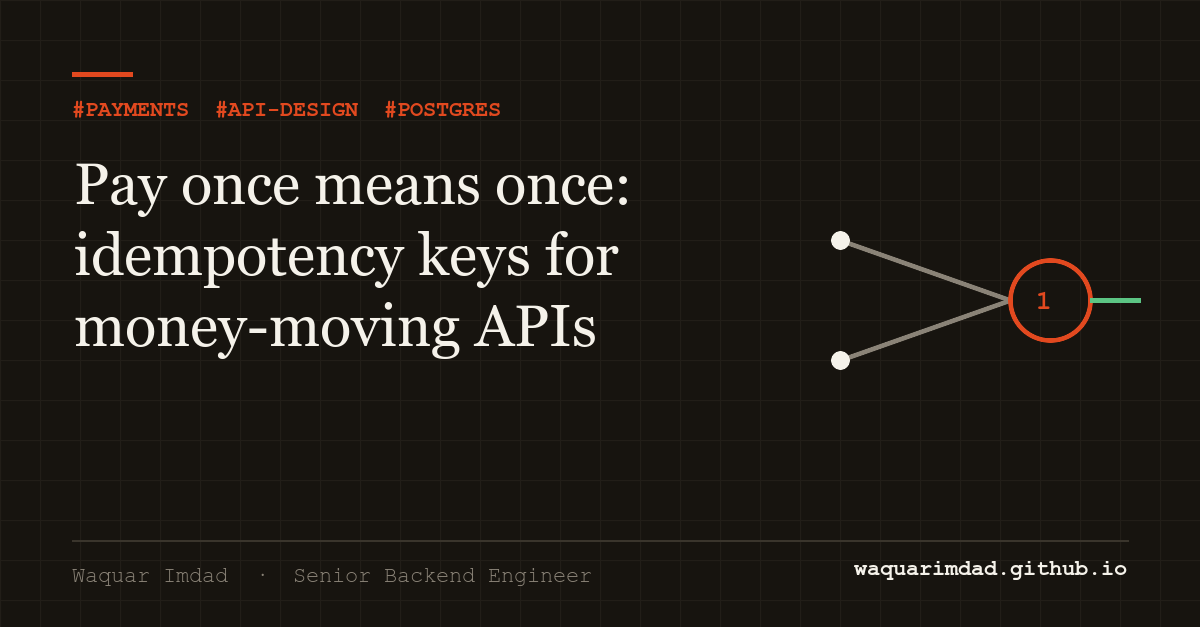 #PAYMENTS #API-DESIGN #POSTGRES
Pay once means once:
idempotency keys for
money-moving APIs
1
Waquar Imdad · Senior Backend Engineer
waquarimdad.github.io